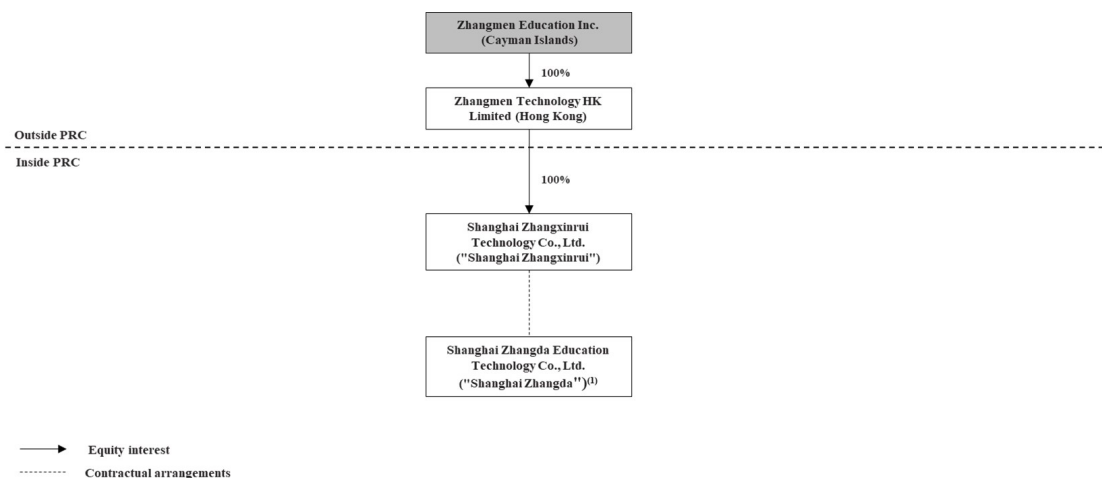 Zhangmen Education Inc.
(Cayman Islands)
100%
Zhangmen Technology HK
Limited (Hong Kong)
Outside PRC
Inside PRC
100%
Shanghai Zhangxinrui
Technology Co., Ltd.
("Shanghai Zhangxinrui")
Shanghai Zhangda Education
Technology Co., Ltd.
("Shanghai Zhangda")(1)
Equity interest
Contractual arrangements